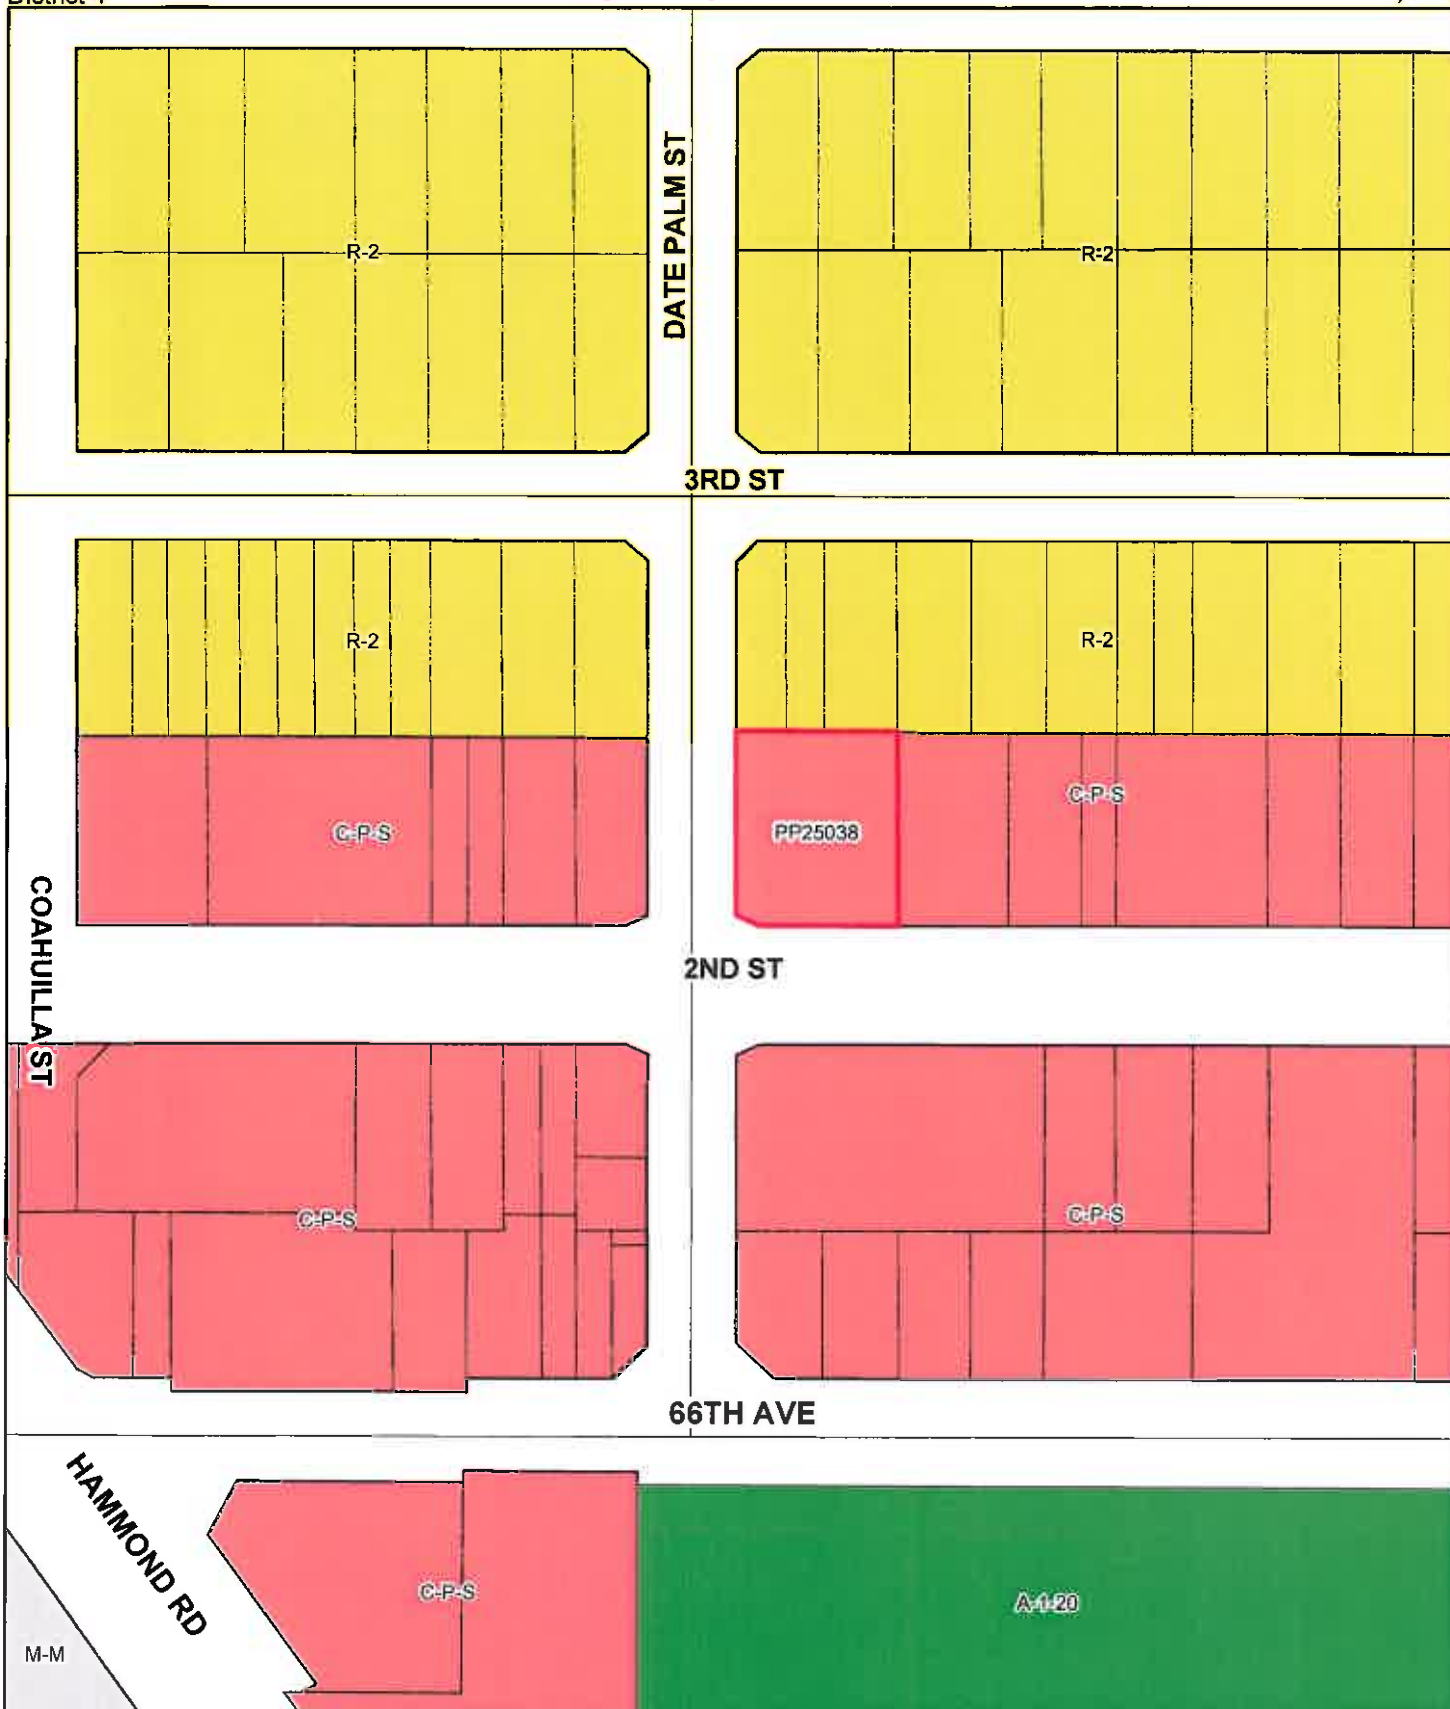 R-2
R-2
DATE PALM ST
3RD ST
R-2
R-2
C-P-S
PP25038
C-P-S
COAHUILLA ST
2ND ST
C-P-S
C-P-S
66TH AVE
HAMMOND RD
C-P-S
A-1-20
M-M